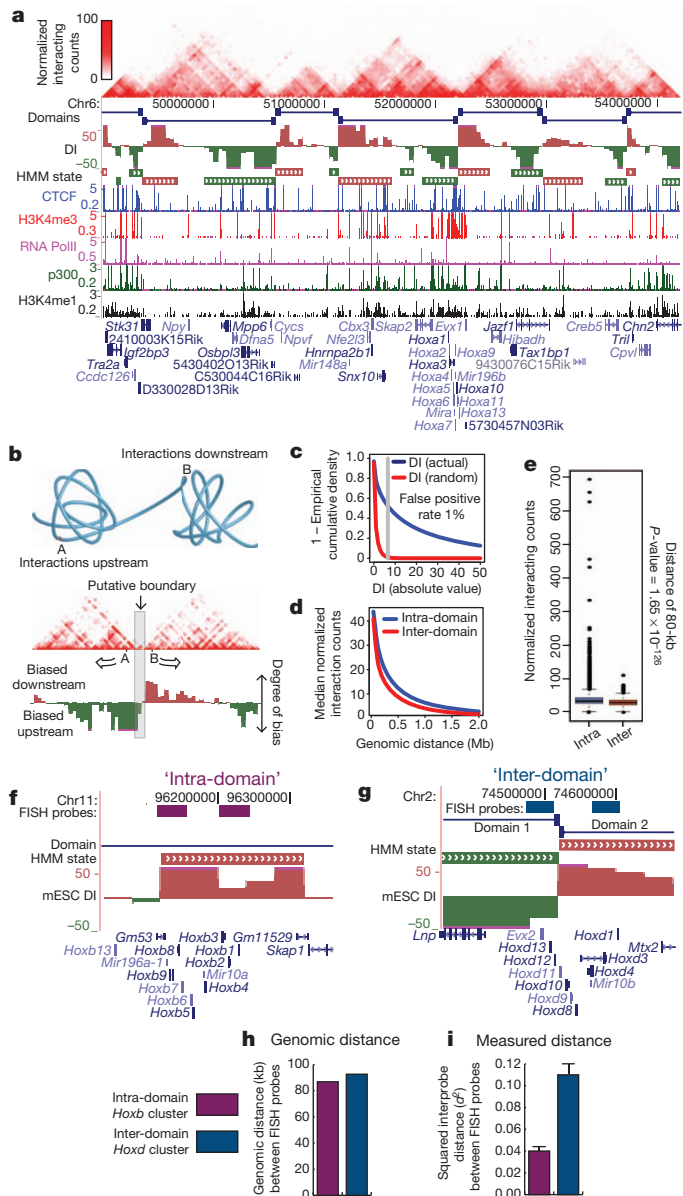 a
Normalized interacting counts
100
0
Chr6: 50000000 51000000 52000000 53000000 54000000
Domains
50
DI
−50
HMM state
CTCF 5 0.2
H3K4me3 5 0.3
RNA PolII 5 0.5
p300 3 0.2
H3K4me1 3 0.2
Stk31 Npy Mpp6 Cycs Cbx3 Skap2 Evx1 Jazf1 Creb5 Chn2
2410003K15Rik Dfna5 Npvf Nfe2l3 Hoxa1 Hibadh Tril
Igf2bp3 Osbpl3 Hnrnpa2b1 Hoxa2 Hoxa9 Tax1bp1 Cpvl
Tra2a 5430402O13Rik Mir148a Hoxa3 9430076C15Rik
Ccdc126 C530044C16Rik Snx10 Hoxa4 Mir196b
D330028D13Rik Hoxa5 Hoxa10
Hoxa6 Hoxa11
Mira Hoxa13
Hoxa7 5730457N03Rik
b
Interactions downstream
B
A
Interactions upstream
Putative boundary
A B
Biased downstream
Biased upstream
Degree of bias
c
1 − Empirical cumulative density
1.0
0.8
0.6
0.4
0.2
0
DI (actual)
DI (random)
False positive rate 1%
0 10 20 30 40 50
DI (absolute value)
d
Median normalized interaction counts
40
30
20
10
0
Intra-domain
Inter-domain
0 0.5 1.0 1.5 2.0
Genomic distance (Mb)
e
Normalized interacting counts
700
600
500
400
300
200
100
0
Intra Inter
Distance of 80-kb
P-value = 1.65 × 10⁻¹²⁶
f
'Intra-domain'
Chr11: 96200000 96300000
FISH probes:
Domain
HMM state
50
mESC DI
−50
Gm53 Hoxb3 Gm11529
Hoxb13 Hoxb8 Hoxb1 Skap1
Mir196a-1 Hoxb2
Hoxb9 Mir10a
Hoxb7 Hoxb4
Hoxb6
Hoxb5
g
'Inter-domain'
Chr2: 74500000 74600000
FISH probes:
Domain 1 Domain 2
HMM state
50
mESC DI
−50
Lnp Evx2 Hoxd1
Hoxd13 Mtx2
Hoxd12 Hoxd3
Hoxd11 Hoxd4
Hoxd10 Mir10b
Hoxd9
Hoxd8
Intra-domain
Hoxb cluster
Inter-domain
Hoxd cluster
h Genomic distance
Genomic distance (kb) between FISH probes
100
80
60
40
20
0
i Measured distance
Squared interprobe distance (d²) between FISH probes
0.12
0.10
0.08
0.06
0.04
0.02
0.00